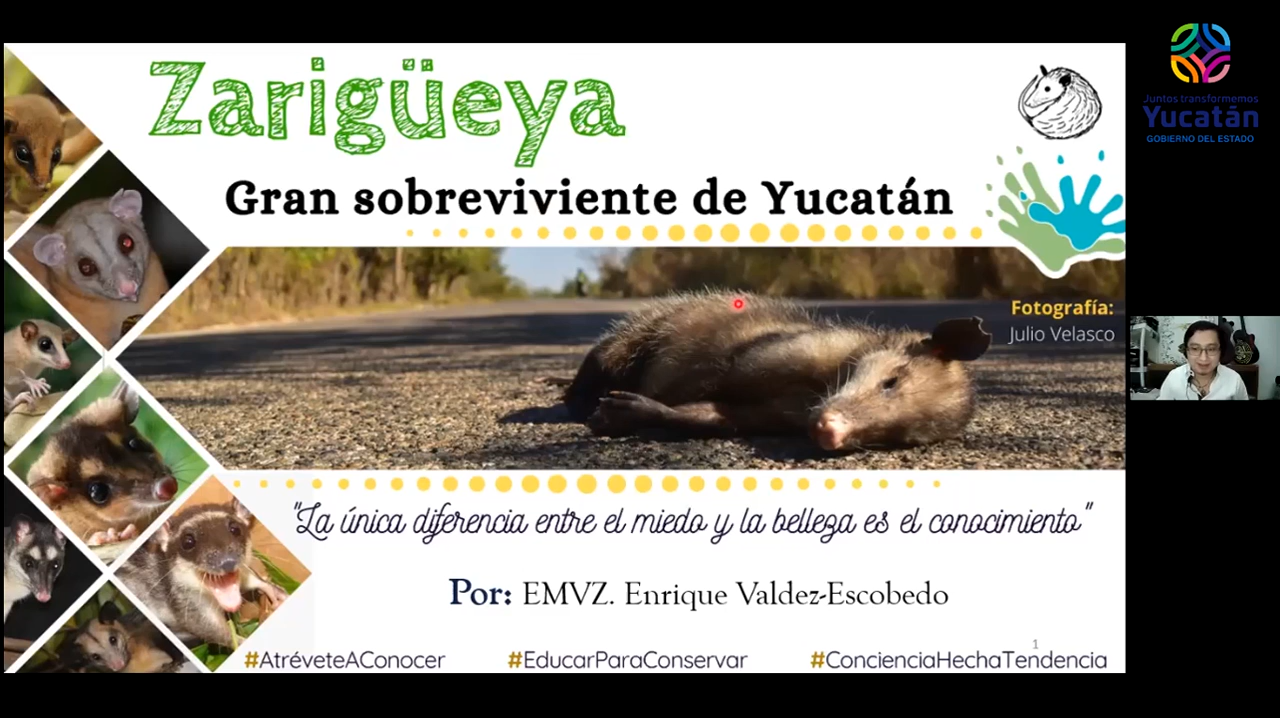 Zarigüeya
Gran sobreviviente de Yucatán
Fotografía:
Julio Velasco
"La única diferencia entre el miedo y la belleza es el conocimiento"
Por: EMVZ. Enrique Valdez-Escobedo
1
#AtréveteAConocer #EducarParaConservar #ConcienciaHechaTendencia
Juntos transformemos
Yucatán
GOBIERNO DEL ESTADO